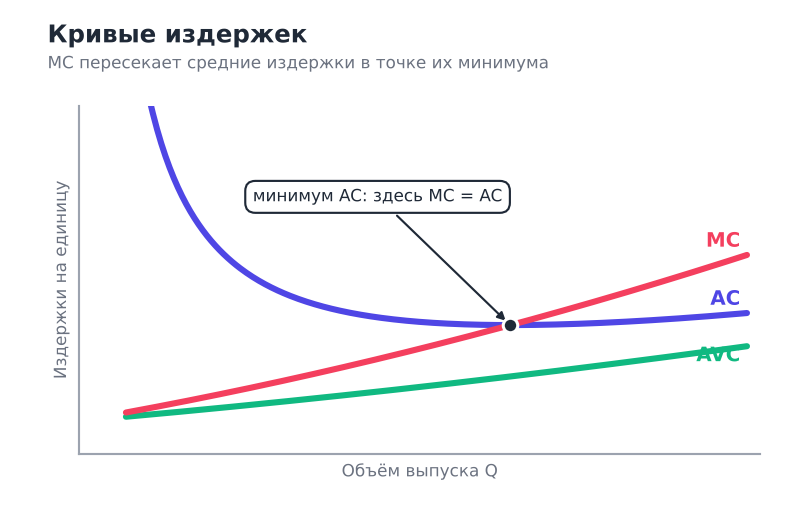 Кривые издержек
MC пересекает средние издержки в точке их минимума
Издержки на единицу
минимум AC: здесь MC = AC
MC
AC
AVC
Объём выпуска Q